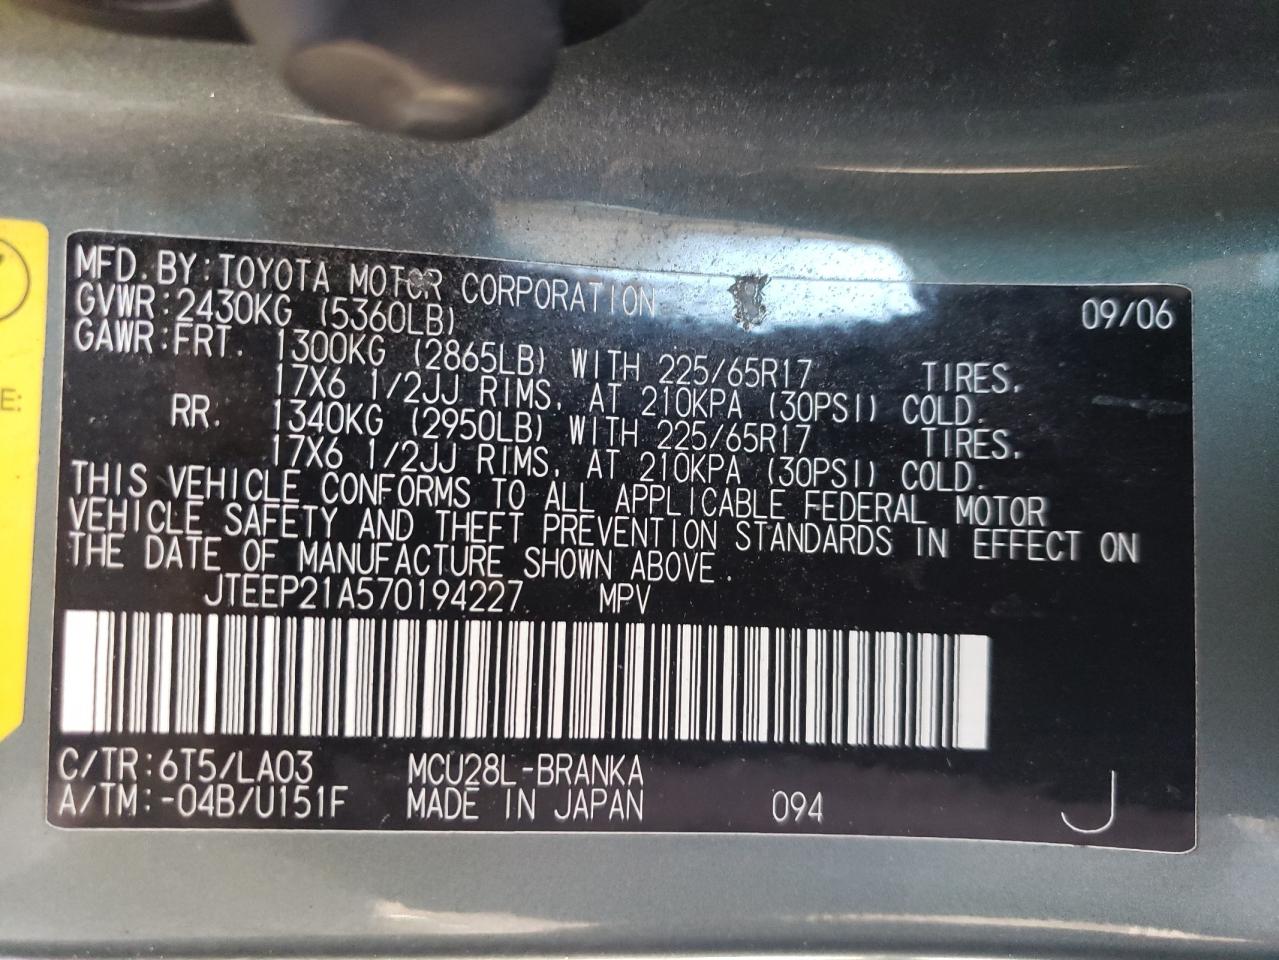 E:
MFD. BY: TOYOTA MOTOR CORPORATION 09/06
GVWR: 2430KG (5360LB)
GAWR: FRT. 1300KG (2865LB) WITH 225/65R17 TIRES,
17X6 1/2JJ RIMS, AT 210KPA (30PSI) COLD.
RR. 1340KG (2950LB) WITH 225/65R17 TIRES,
17X6 1/2JJ RIMS, AT 210KPA (30PSI) COLD.
THIS VEHICLE CONFORMS TO ALL APPLICABLE FEDERAL MOTOR
VEHICLE SAFETY AND THEFT PREVENTION STANDARDS IN EFFECT ON
THE DATE OF MANUFACTURE SHOWN ABOVE.
JTEEP21A570194227 MPV
C/TR: 6T5/LA03 MCU28L-BRANKA
A/TM: -04B/U151F MADE IN JAPAN 094 J